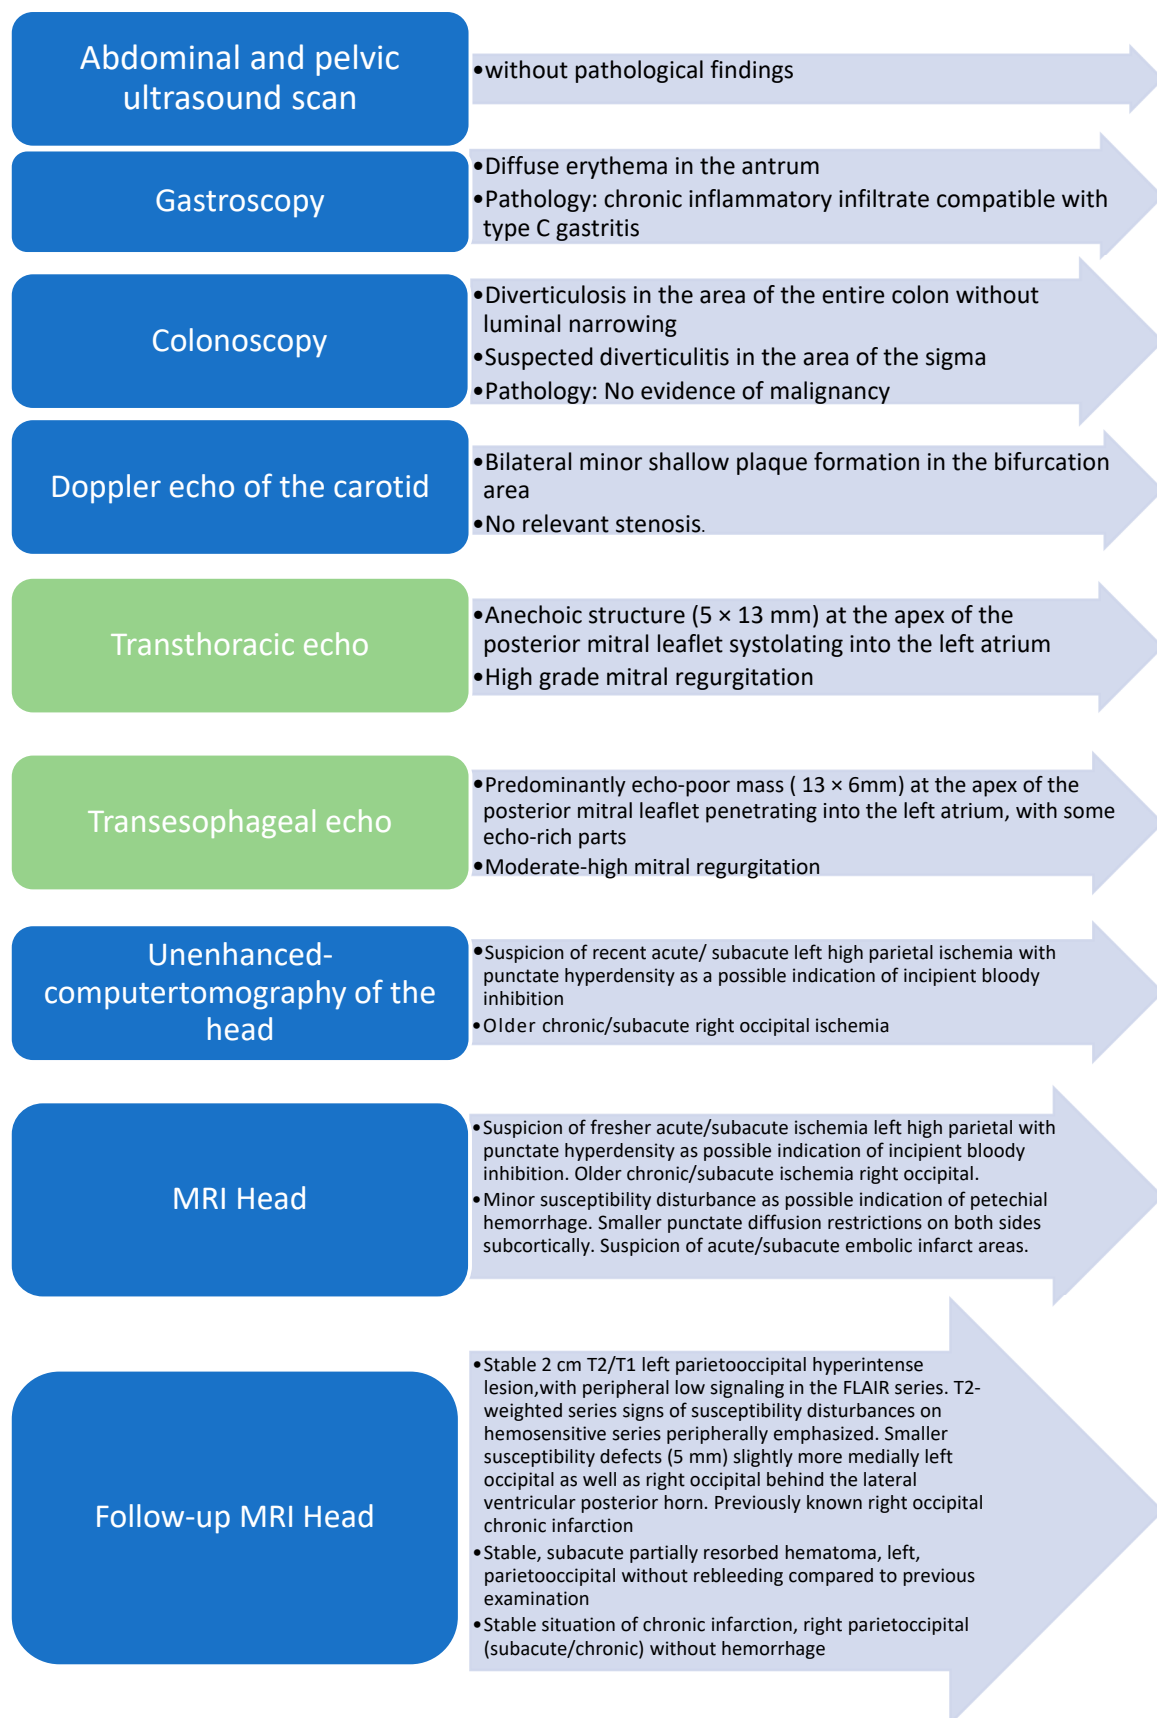 Abdominal and pelvic
ultrasound scan
•without pathological findings
Gastroscopy
•Diffuse erythema in the antrum
•Pathology: chronic inflammatory infiltrate compatible with
type C gastritis
Colonoscopy
•Diverticulosis in the area of the entire colon without
luminal narrowing
•Suspected diverticulitis in the area of the sigma
•Pathology: No evidence of malignancy
Doppler echo of the carotid
•Bilateral minor shallow plaque formation in the bifurcation
area
•No relevant stenosis.
Transthoracic echo
•Anechoic structure (5 × 13 mm) at the apex of the
posterior mitral leaflet systolating into the left atrium
•High grade mitral regurgitation
Transesophageal echo
•Predominantly echo-poor mass ( 13 × 6mm) at the apex of the
posterior mitral leaflet penetrating into the left atrium, with some
echo-rich parts
•Moderate-high mitral regurgitation
Unenhanced-
computertomography of the
head
•Suspicion of recent acute/ subacute left high parietal ischemia with
punctate hyperdensity as a possible indication of incipient bloody
inhibition
•Older chronic/subacute right occipital ischemia
MRI Head
•Suspicion of fresher acute/subacute ischemia left high parietal with
punctate hyperdensity as possible indication of incipient bloody
inhibition. Older chronic/subacute ischemia right occipital.
•Minor susceptibility disturbance as possible indication of petechial
hemorrhage. Smaller punctate diffusion restrictions on both sides
subcortically. Suspicion of acute/subacute embolic infarct areas.
Follow-up MRI Head
•Stable 2 cm T2/T1 left parietooccipital hyperintense
lesion,with peripheral low signaling in the FLAIR series. T2-
weighted series signs of susceptibility disturbances on
hemosensitive series peripherally emphasized. Smaller
susceptibility defects (5 mm) slightly more medially left
occipital as well as right occipital behind the lateral
ventricular posterior horn. Previously known right occipital
chronic infarction
•Stable, subacute partially resorbed hematoma, left,
parietooccipital without rebleeding compared to previous
examination
•Stable situation of chronic infarction, right parietoccipital
(subacute/chronic) without hemorrhage